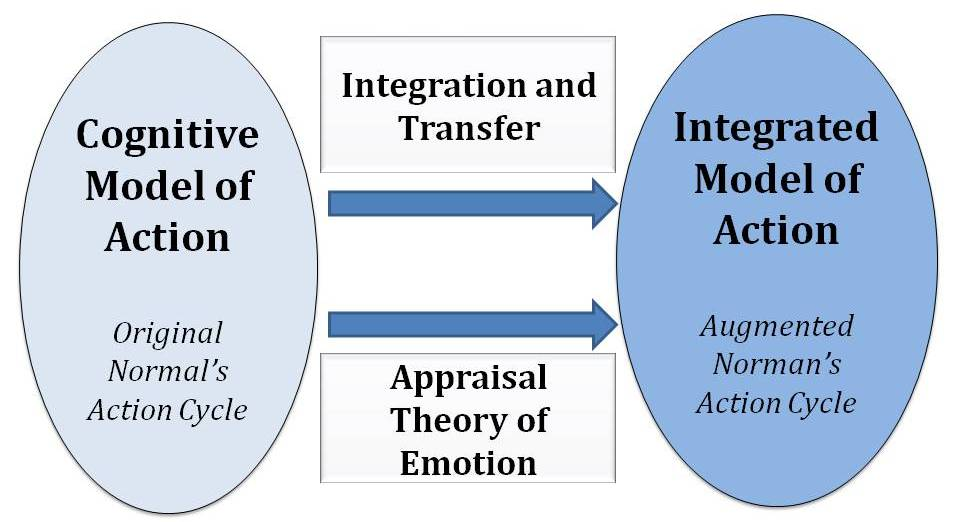 Cognitive
Model of
Action
Original
Normal's
Action Cycle
Integration and
Transfer
Appraisal
Theory of
Emotion
Integrated
Model of
Action
Augmented
Norman's
Action Cycle